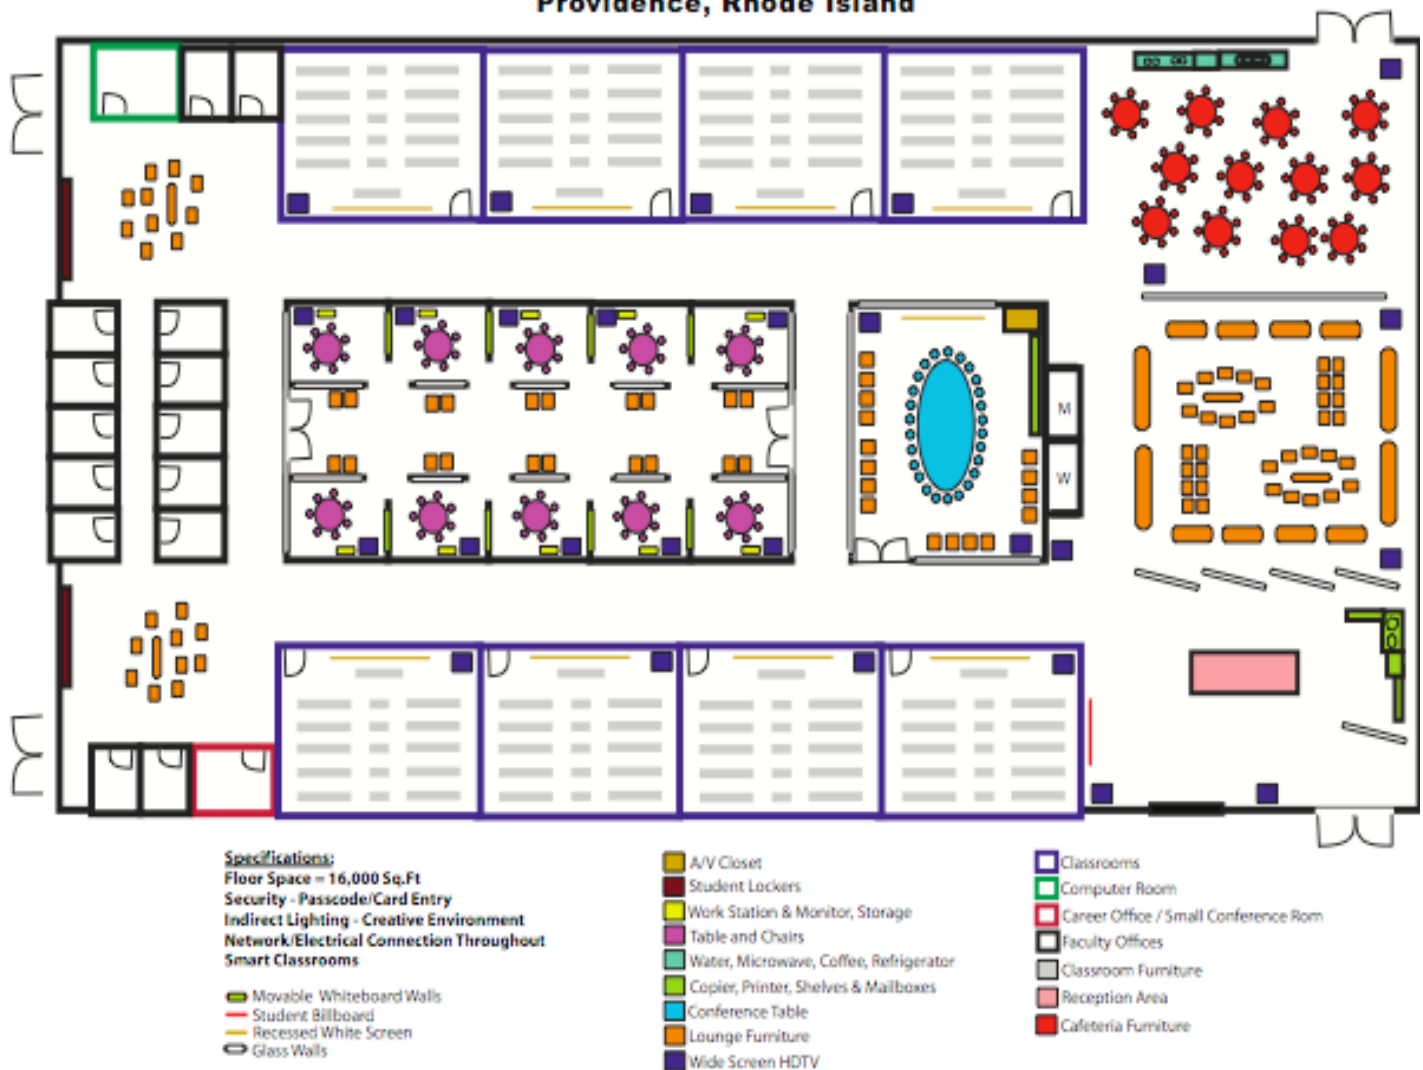 Providence, Rhode Island
M
W
Specifications:
Floor Space = 16,000 Sq.Ft
Security - Passcode/Card Entry
Indirect Lighting - Creative Environment
Network/Electrical Connection Throughout
Smart Classrooms
Movable Whiteboard Walls
Student Billboard
Recessed White Screen
Glass Walls
A/V Closet
Student Lockers
Work Station & Monitor, Storage
Table and Chairs
Water, Microwave, Coffee, Refrigerator
Copier, Printer, Shelves & Mailboxes
Conference Table
Lounge Furniture
Wide Screen HDTV
Classrooms
Computer Room
Career Office / Small Conference Rom
Faculty Offices
Classroom Furniture
Reception Area
Cafeteria Furniture